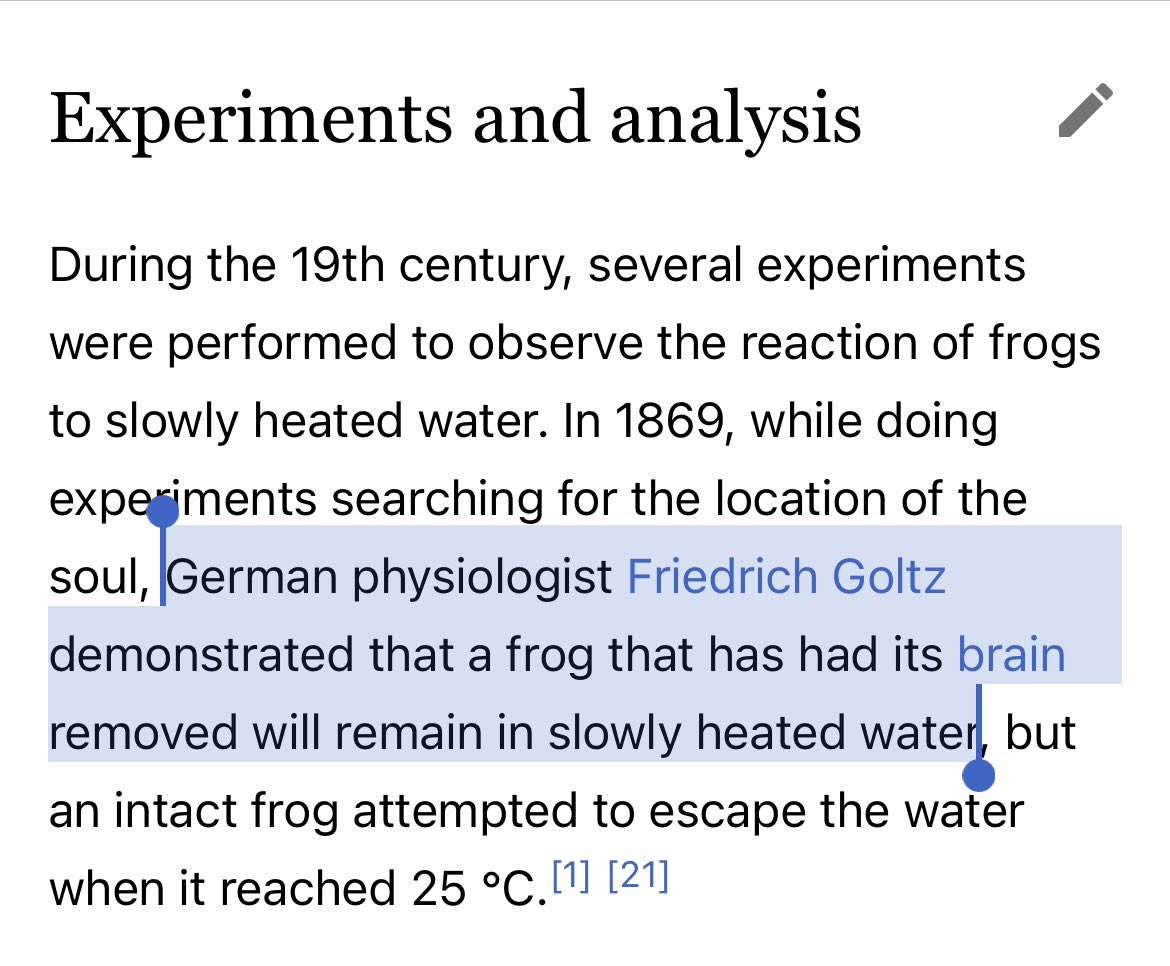 Experiments and analysis
During the 19th century, several experiments
were performed to observe the reaction of frogs
to slowly heated water. In 1869, while doing
experiments searching for the location of the
soul, German physiologist Friedrich Goltz
demonstrated that a frog that has had its brain
removed will remain in slowly heated water, but
an intact frog attempted to escape the water
when it reached 25 °C.[1] [21]